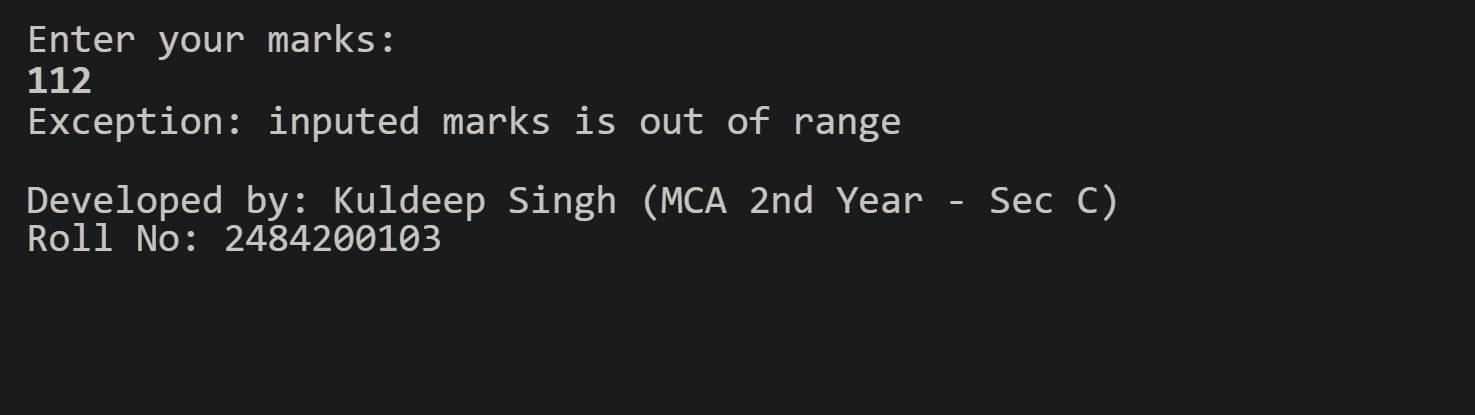 Enter your marks:
112
Exception: inputed marks is out of range
Developed by: Kuldeep Singh (MCA 2nd Year - Sec C)
Roll No: 2484200103